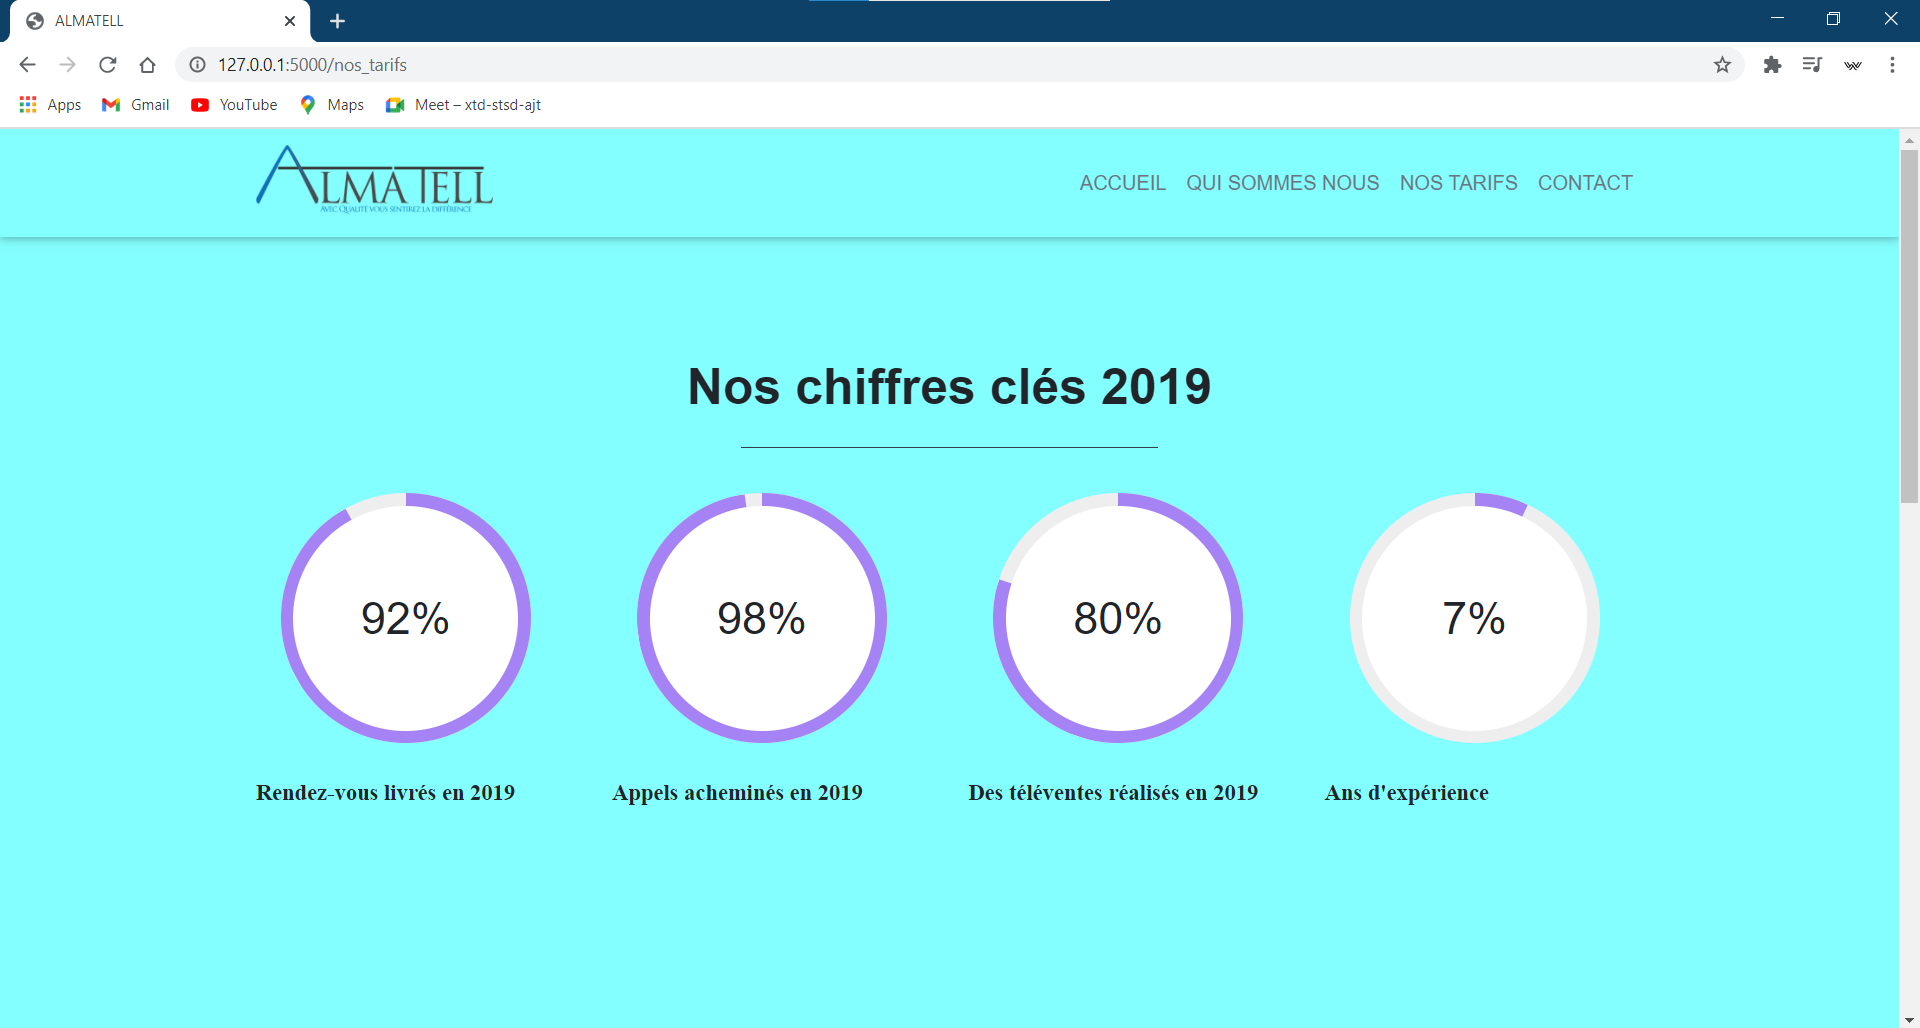 ALMATELL
127.0.0.1:5000/nos_tarifs
Apps Gmail YouTube Maps Meet – xtd-stsd-ajt
ALMATELL
AVEC QUALITÉ VOUS SENTIREZ LA DIFFÉRENCE
ACCUEIL QUI SOMMES NOUS NOS TARIFS CONTACT
Nos chiffres clés 2019
92% 98% 80% 7%
Rendez-vous livrés en 2019 Appels acheminés en 2019 Des téléventes réalisés en 2019 Ans d'expérience